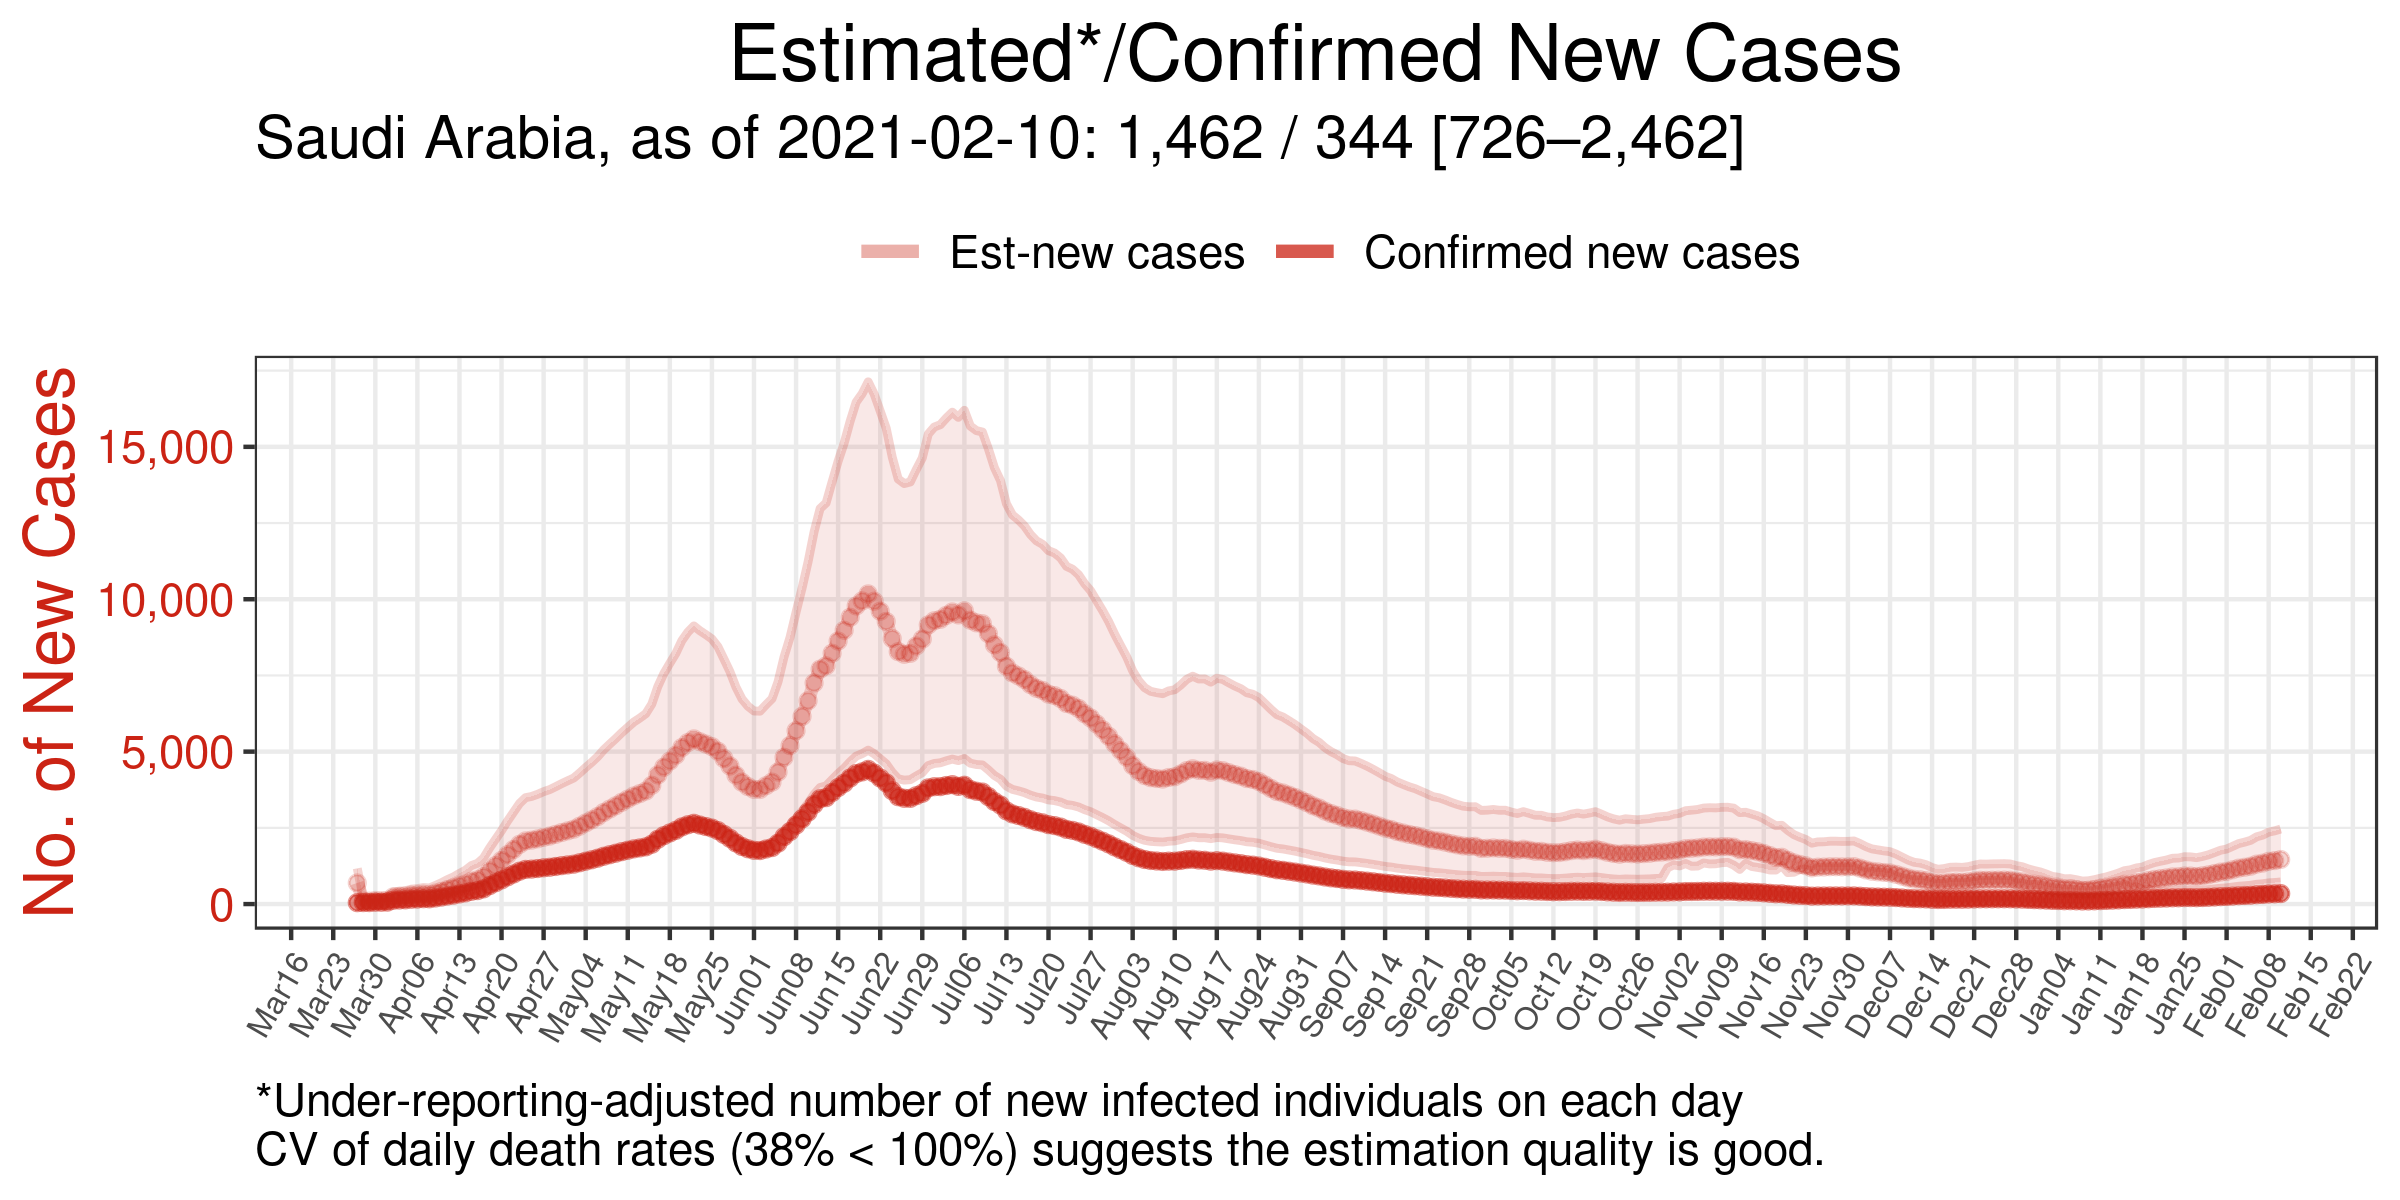 Estimated*/Confirmed New Cases
Saudi Arabia, as of 2021-02-10: 1,462 / 344 [726–2,462]
Est-new cases
Confirmed new cases
No. of New Cases
15,000
10,000
5,000
0
Mar16
Mar23
Mar30
Apr06
Apr13
Apr20
Apr27
May04
May11
May18
May25
Jun01
Jun08
Jun15
Jun22
Jun29
Jul06
Jul13
Jul20
Jul27
Aug03
Aug10
Aug17
Aug24
Aug31
Sep07
Sep14
Sep21
Sep28
Oct05
Oct12
Oct19
Oct26
Nov02
Nov09
Nov16
Nov23
Nov30
Dec07
Dec14
Dec21
Dec28
Jan04
Jan11
Jan18
Jan25
Feb01
Feb08
Feb15
Feb22
*Under-reporting-adjusted number of new infected individuals on each day
CV of daily death rates (38% < 100%) suggests the estimation quality is good.